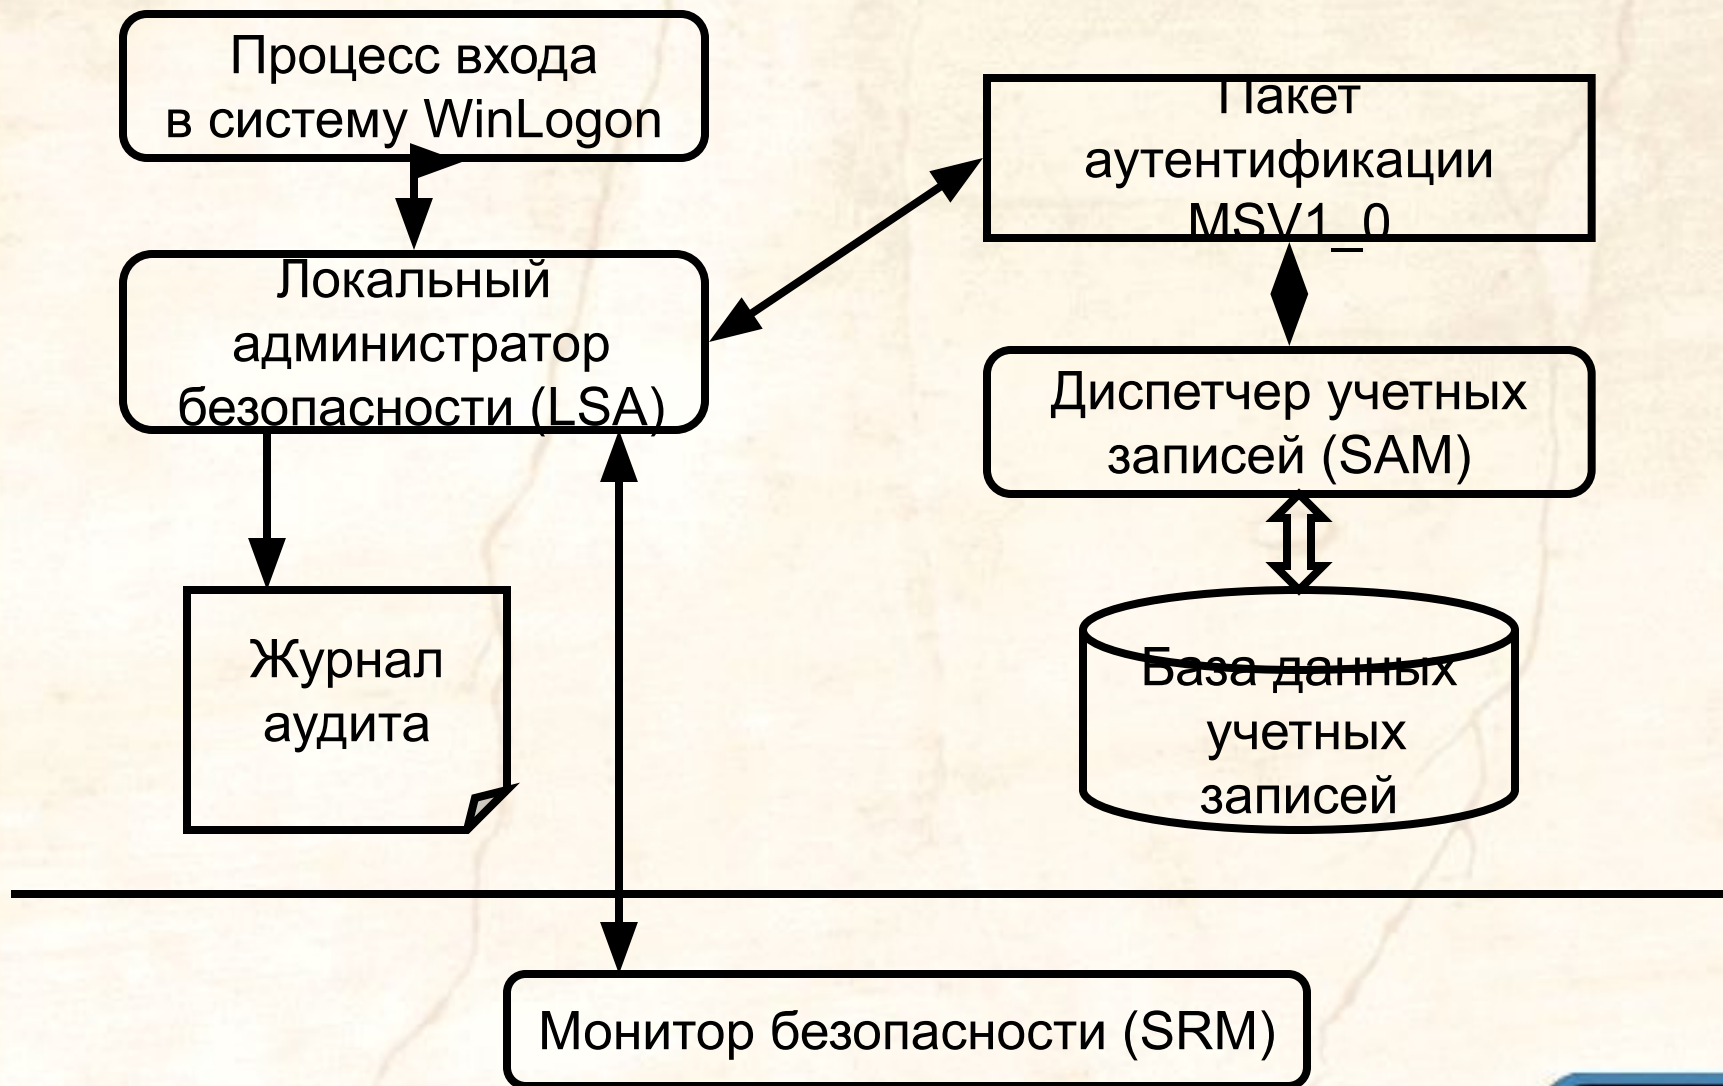 Процесс входа
в систему WinLogon
Пакет
аутентификации
MSV1_0
Локальный
администратор
безопасности (LSA)
Диспетчер учетных
записей (SAM)
Журнал
аудита
База данных
учетных
записей
Монитор безопасности (SRM)